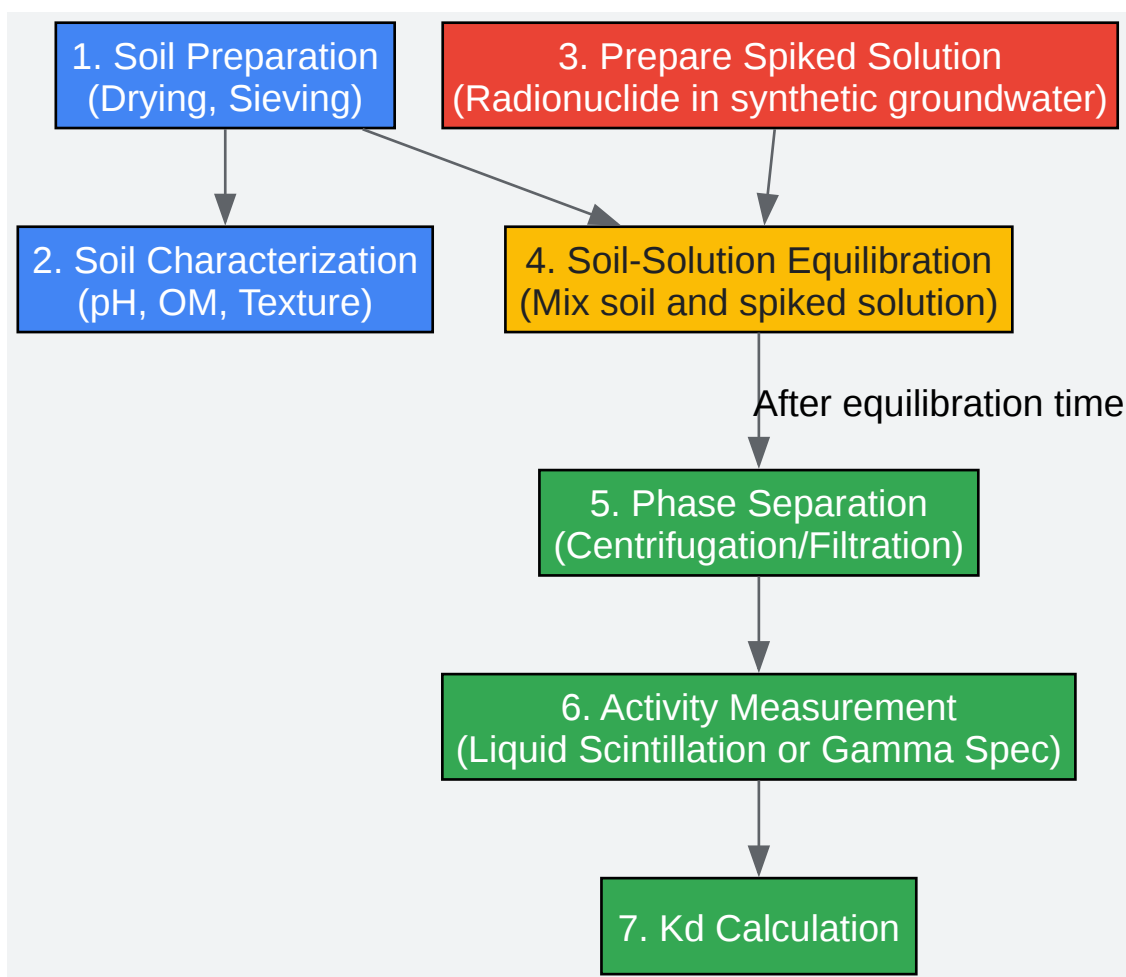 1. Soil Preparation
(Drying, Sieving)
3. Prepare Spiked Solution
(Radionuclide in synthetic groundwater)
2. Soil Characterization
(pH, OM, Texture)
4. Soil-Solution Equilibration
(Mix soil and spiked solution)
After equilibration time
5. Phase Separation
(Centrifugation/Filtration)
6. Activity Measurement
(Liquid Scintillation or Gamma Spec)
7. Kd Calculation